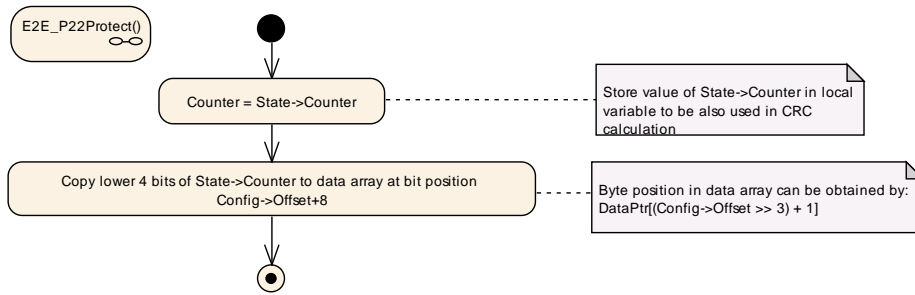 E2E_P22Protect()
Counter = State->Counter
Store value of State->Counter in local
variable to be also used in CRC
calculation
Copy lower 4 bits of State->Counter to data array at bit position
Config->Offset+8
Byte position in data array can be obtained by:
DataPtr[(Config->Offset >> 3) + 1]